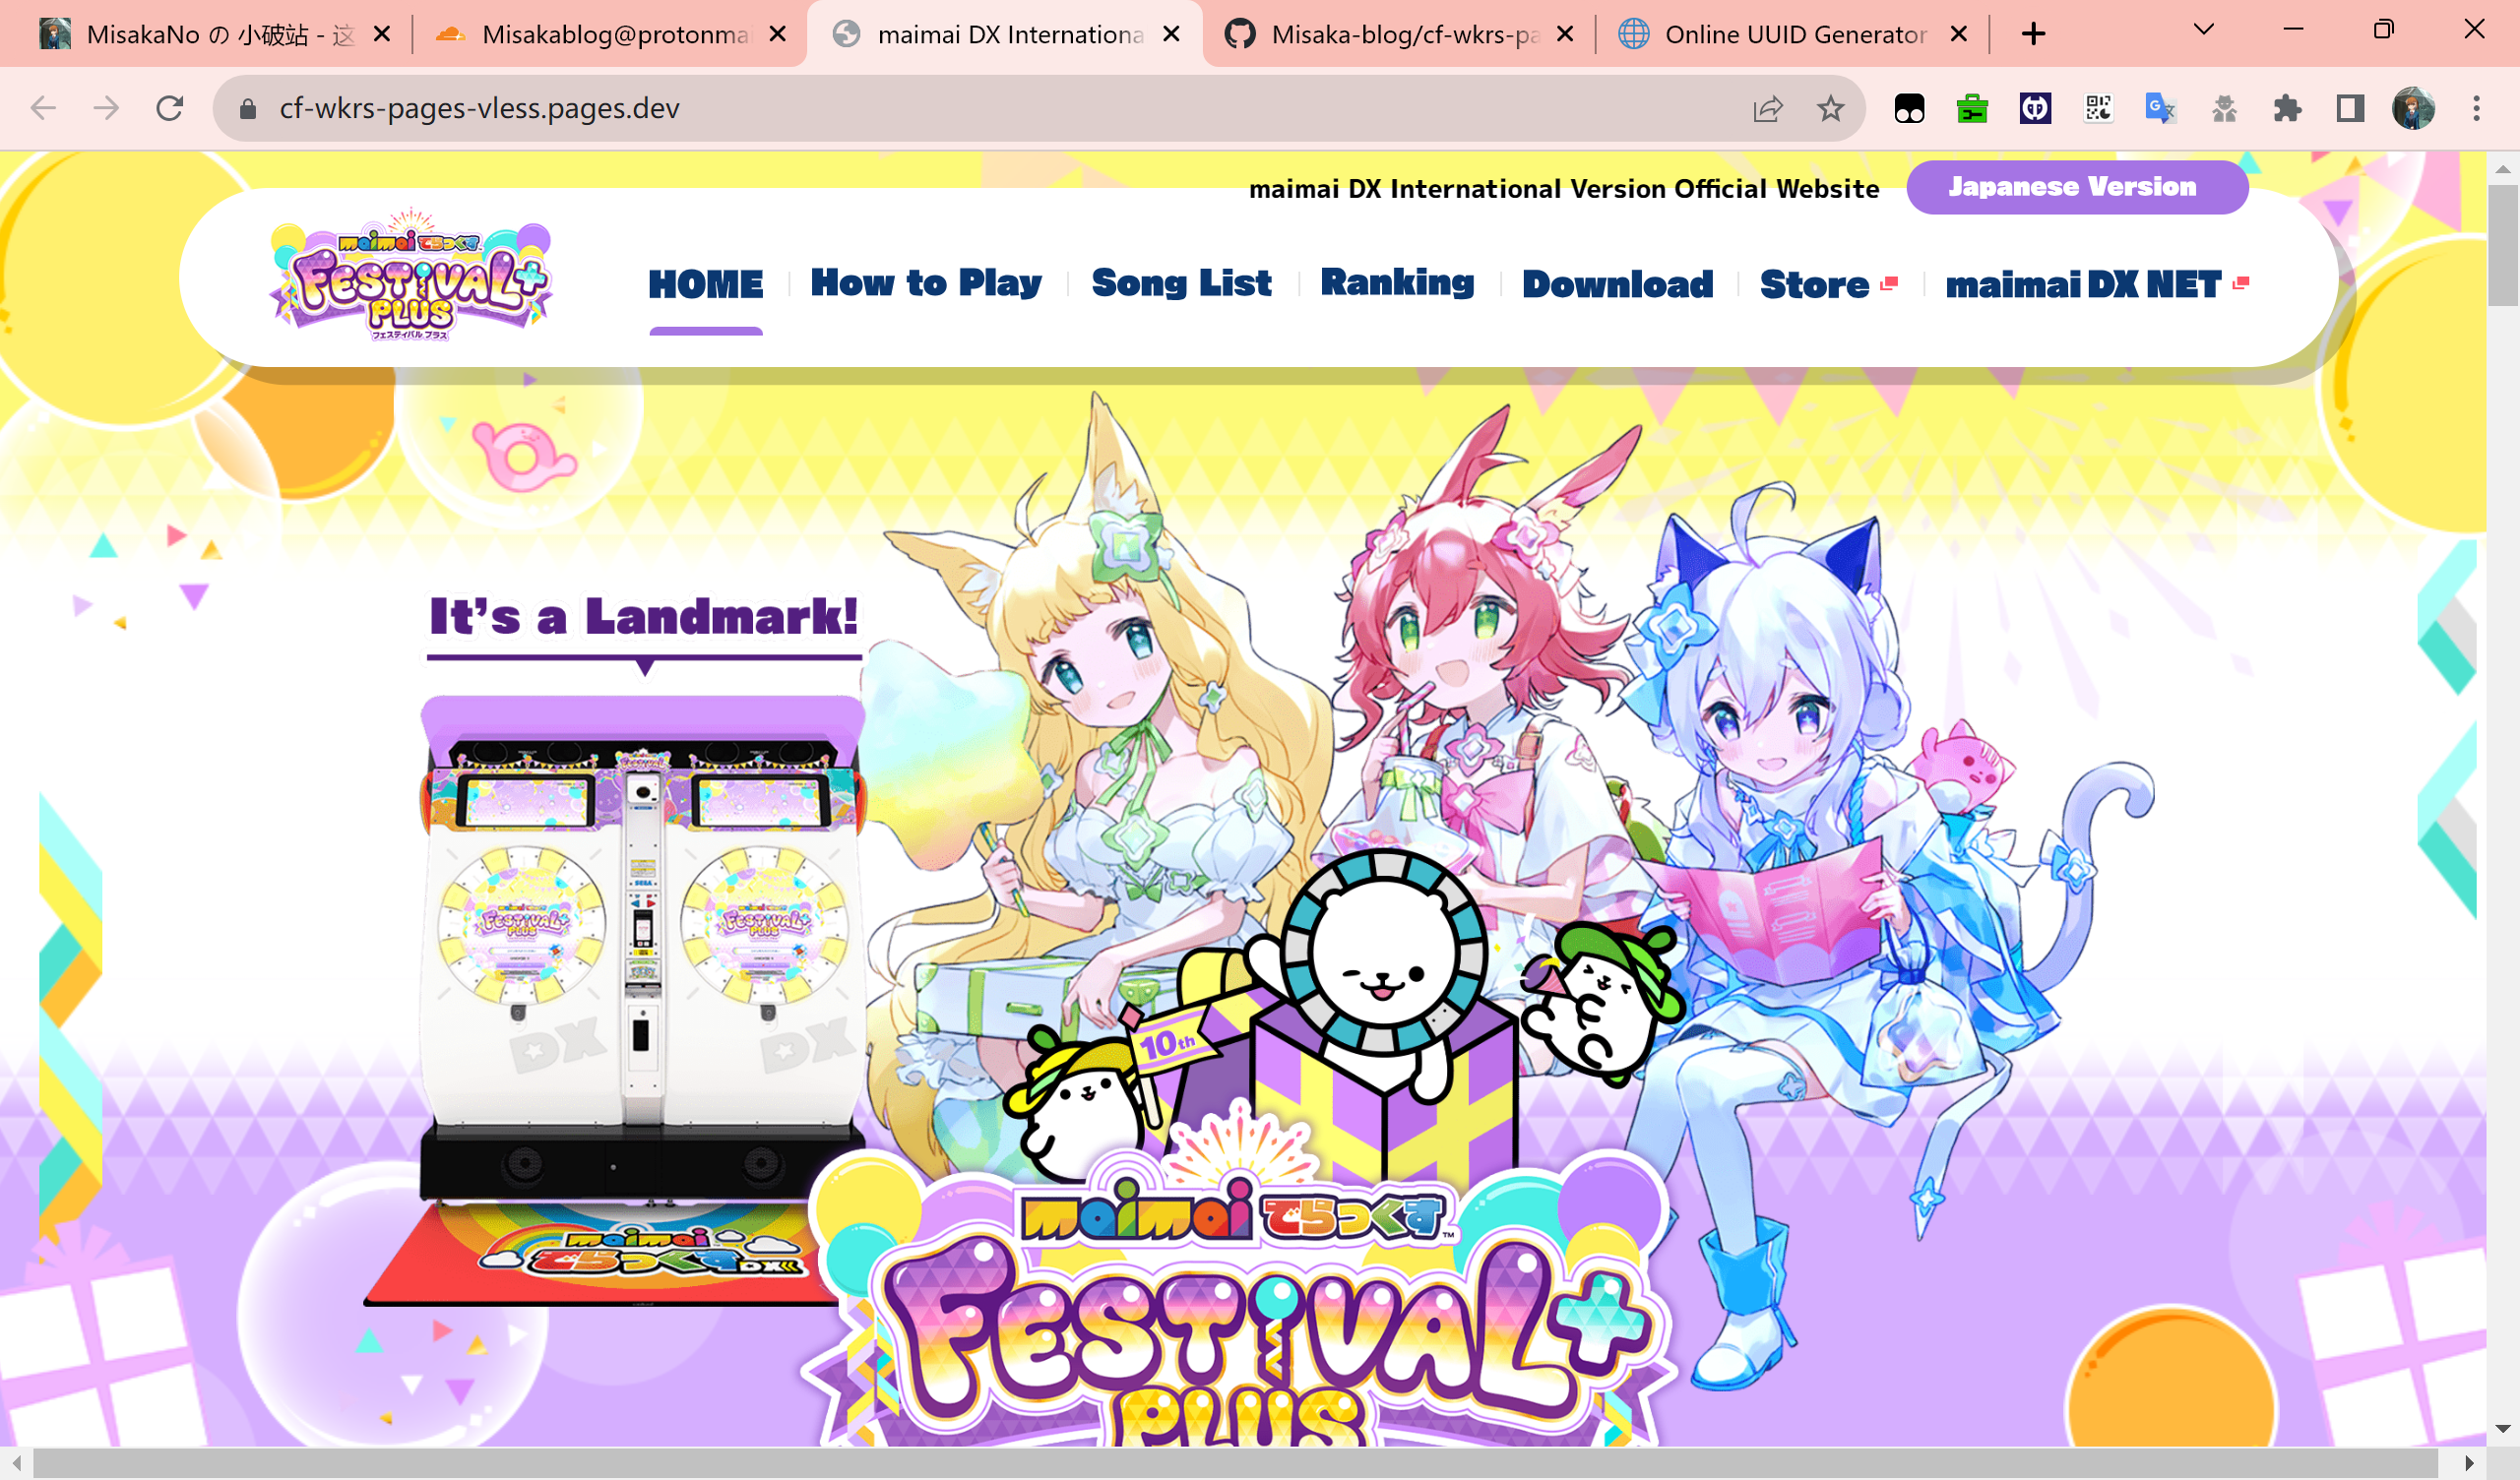 MisakaNo の 小破站 - 这
Misakablog@protonmai
maimai DX Internationa
Misaka-blog/cf-wkrs-pa
Online UUID Generator
cf-wkrs-pages-vless.pages.dev
maimai DX International Version Official Website
Japanese Version
maimai でらっくす
FESTiVAL+
PLUS
フェスティバル プラス
HOME
How to Play
Song List
Ranking
Download
Store
maimai DX NET
It's a Landmark!
FESTiVAL
SEGA
FESTiVAL+
PLUS
FESTiVAL+
PLUS
DX
DX
10th
maimai
でらっくす DX
maimai でらっくす™
FESTiVAL+
PLUS